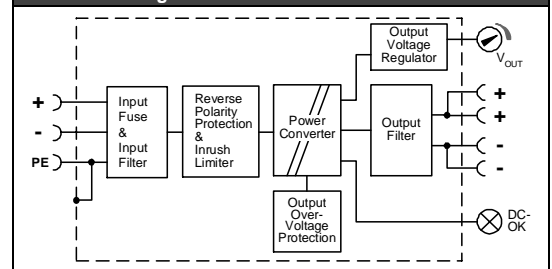 Output
Voltage
Regulator
VOUT
+
-
PE
Input
Fuse
&
Input
Filter
Reverse
Polarity
Protection
&
Inrush
Limiter
Power
Converter
Output
Filter
+
+
-
-
Output
Over-
Voltage
Protection
DC-
OK